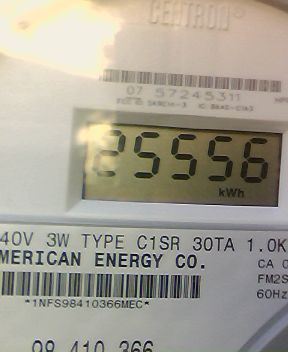 CENTRON®
07 57245311
25556
kWh
40V 3W TYPE C1SR 30TA 1.0K
MERICAN ENERGY CO.
CA 0
FM2S
*1NFS98410366MEC*
60Hz
98 410 366